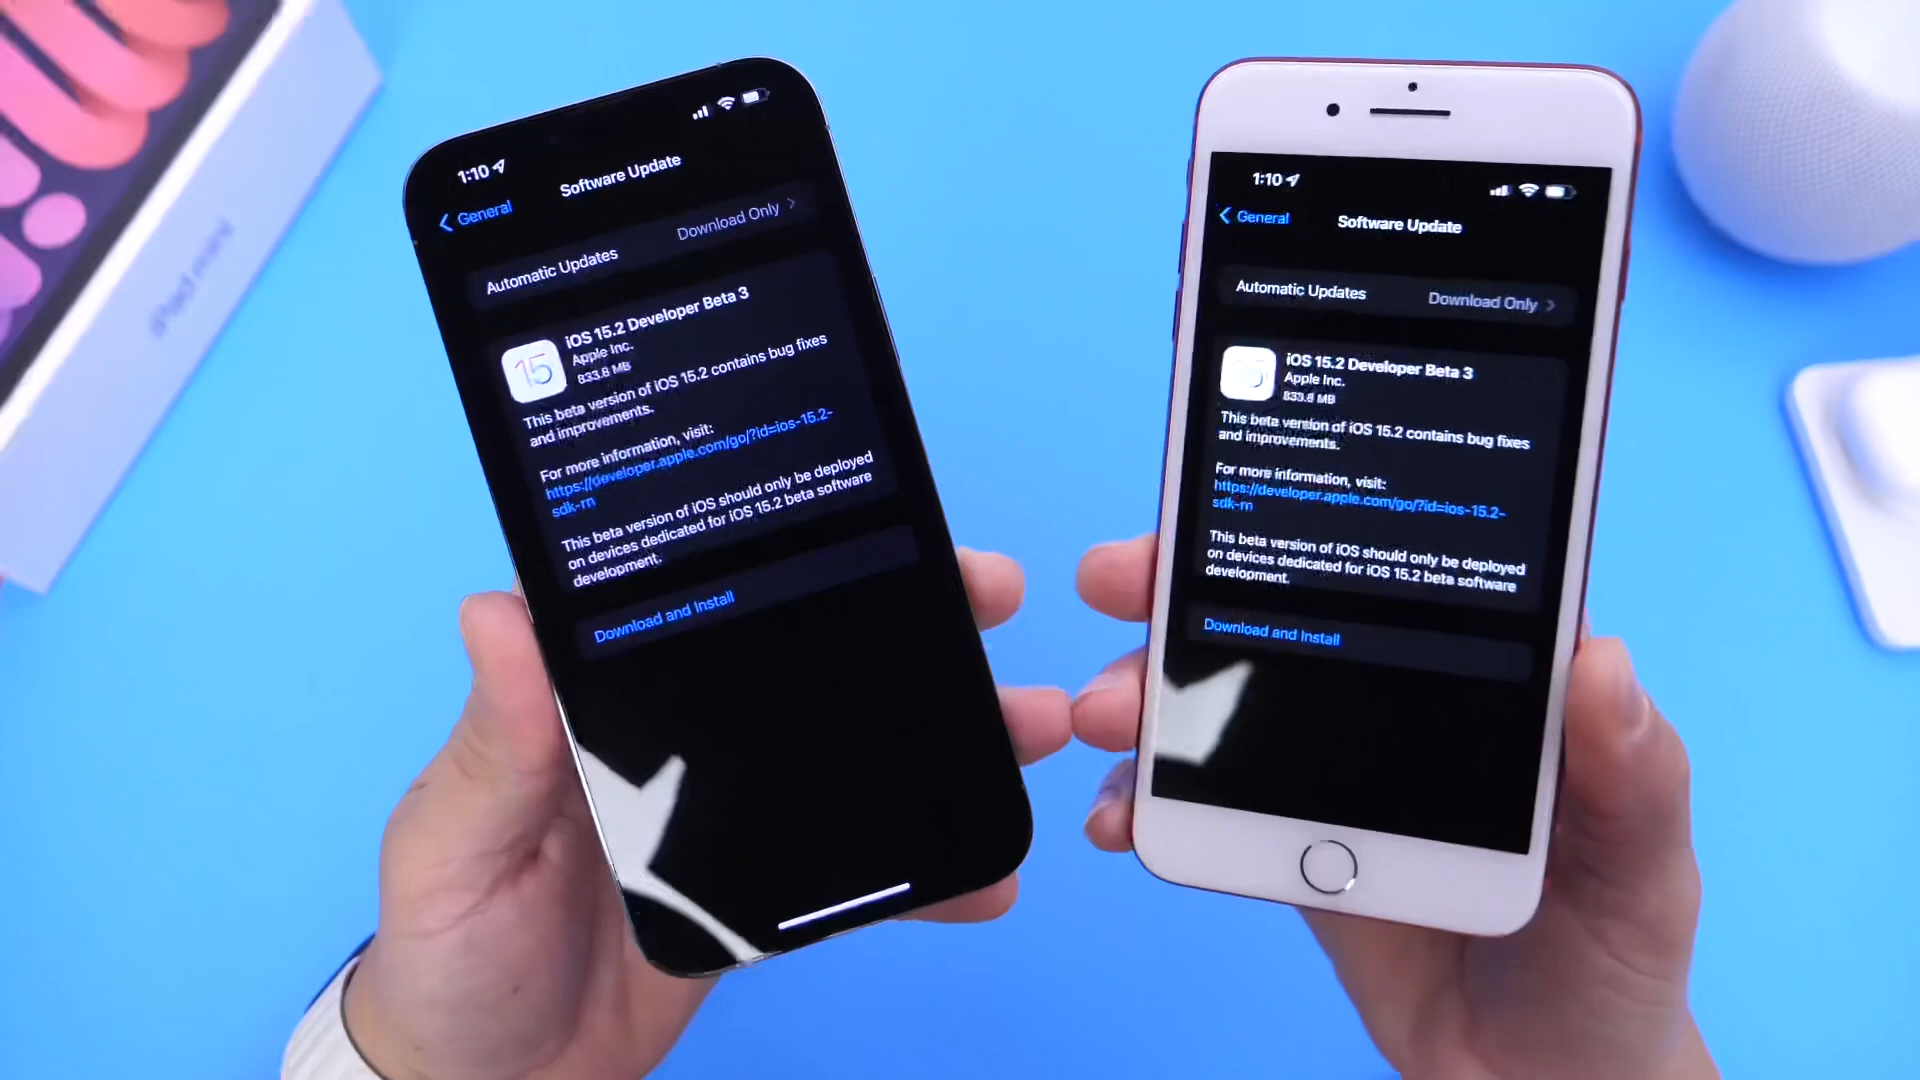 iPad mini
1:10
General
Software Update
Automatic Updates
Download Only
15
iOS 15.2 Developer Beta 3
Apple Inc.
833.8 MB
This beta version of iOS 15.2 contains bug fixes
and improvements.
For more information, visit:
https://developer.apple.com/go/?id=ios-15.2-
sdk-rn
This beta version of iOS should only be deployed
on devices dedicated for iOS 15.2 beta software
development.
Download and Install
1:10
General
Software Update
Automatic Updates
Download Only
iOS 15.2 Developer Beta 3
Apple Inc.
833.8 MB
This beta version of iOS 15.2 contains bug fixes
and improvements.
For more information, visit:
https://developer.apple.com/go/?id=ios-15.2-
sdk-rn
This beta version of iOS should only be deployed
on devices dedicated for iOS 15.2 beta software
development.
Download and Install